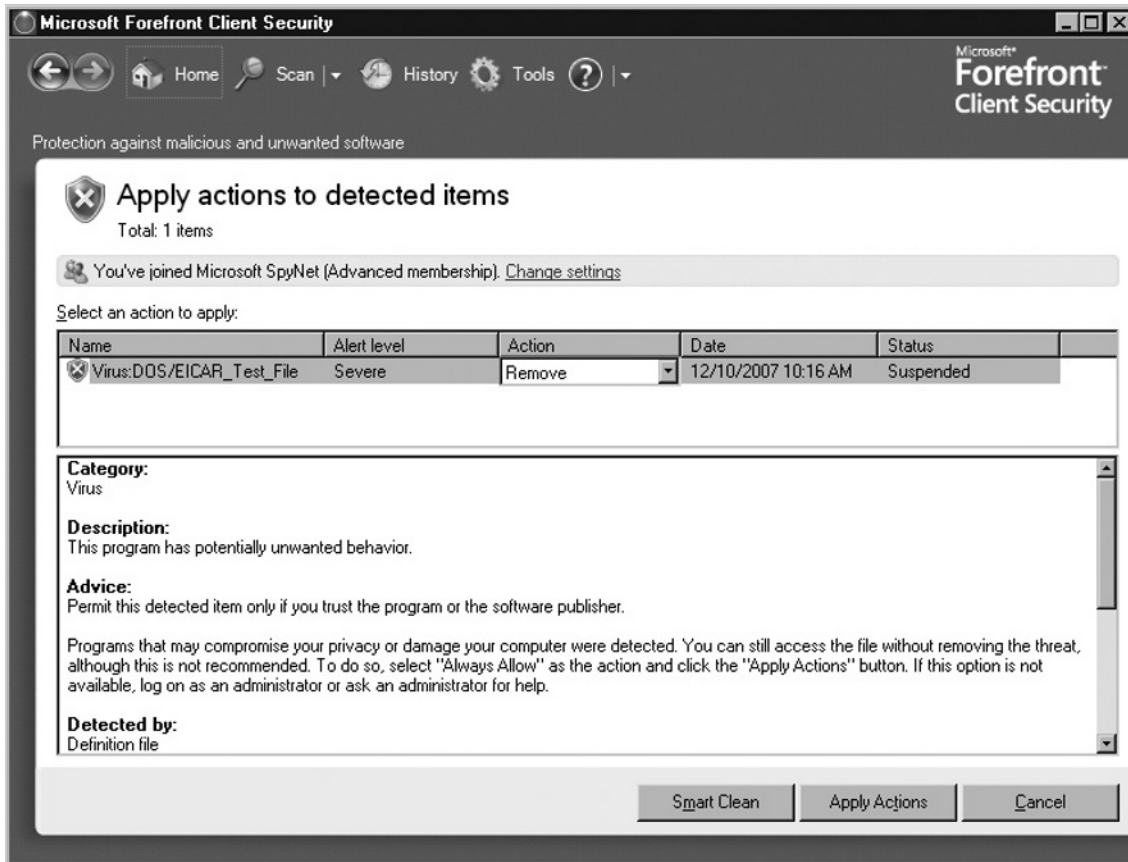 Microsoft Forefront Client Security
Home Scan History Tools ?
Microsoft®
Forefront™
Client Security
Protection against malicious and unwanted software
Apply actions to detected items
Total: 1 items
You've joined Microsoft SpyNet (Advanced membership). Change settings
Select an action to apply:
Name Alert level Action Date Status
Virus:DOS/EICAR_Test_File Severe Remove 12/10/2007 10:16 AM Suspended
Category:
Virus
Description:
This program has potentially unwanted behavior.
Advice:
Permit this detected item only if you trust the program or the software publisher.
Programs that may compromise your privacy or damage your computer were detected. You can still access the file without removing the threat,
although this is not recommended. To do so, select "Always Allow" as the action and click the "Apply Actions" button. If this option is not
available, log on as an administrator or ask an administrator for help.
Detected by:
Definition file
Smart Clean Apply Actions Cancel